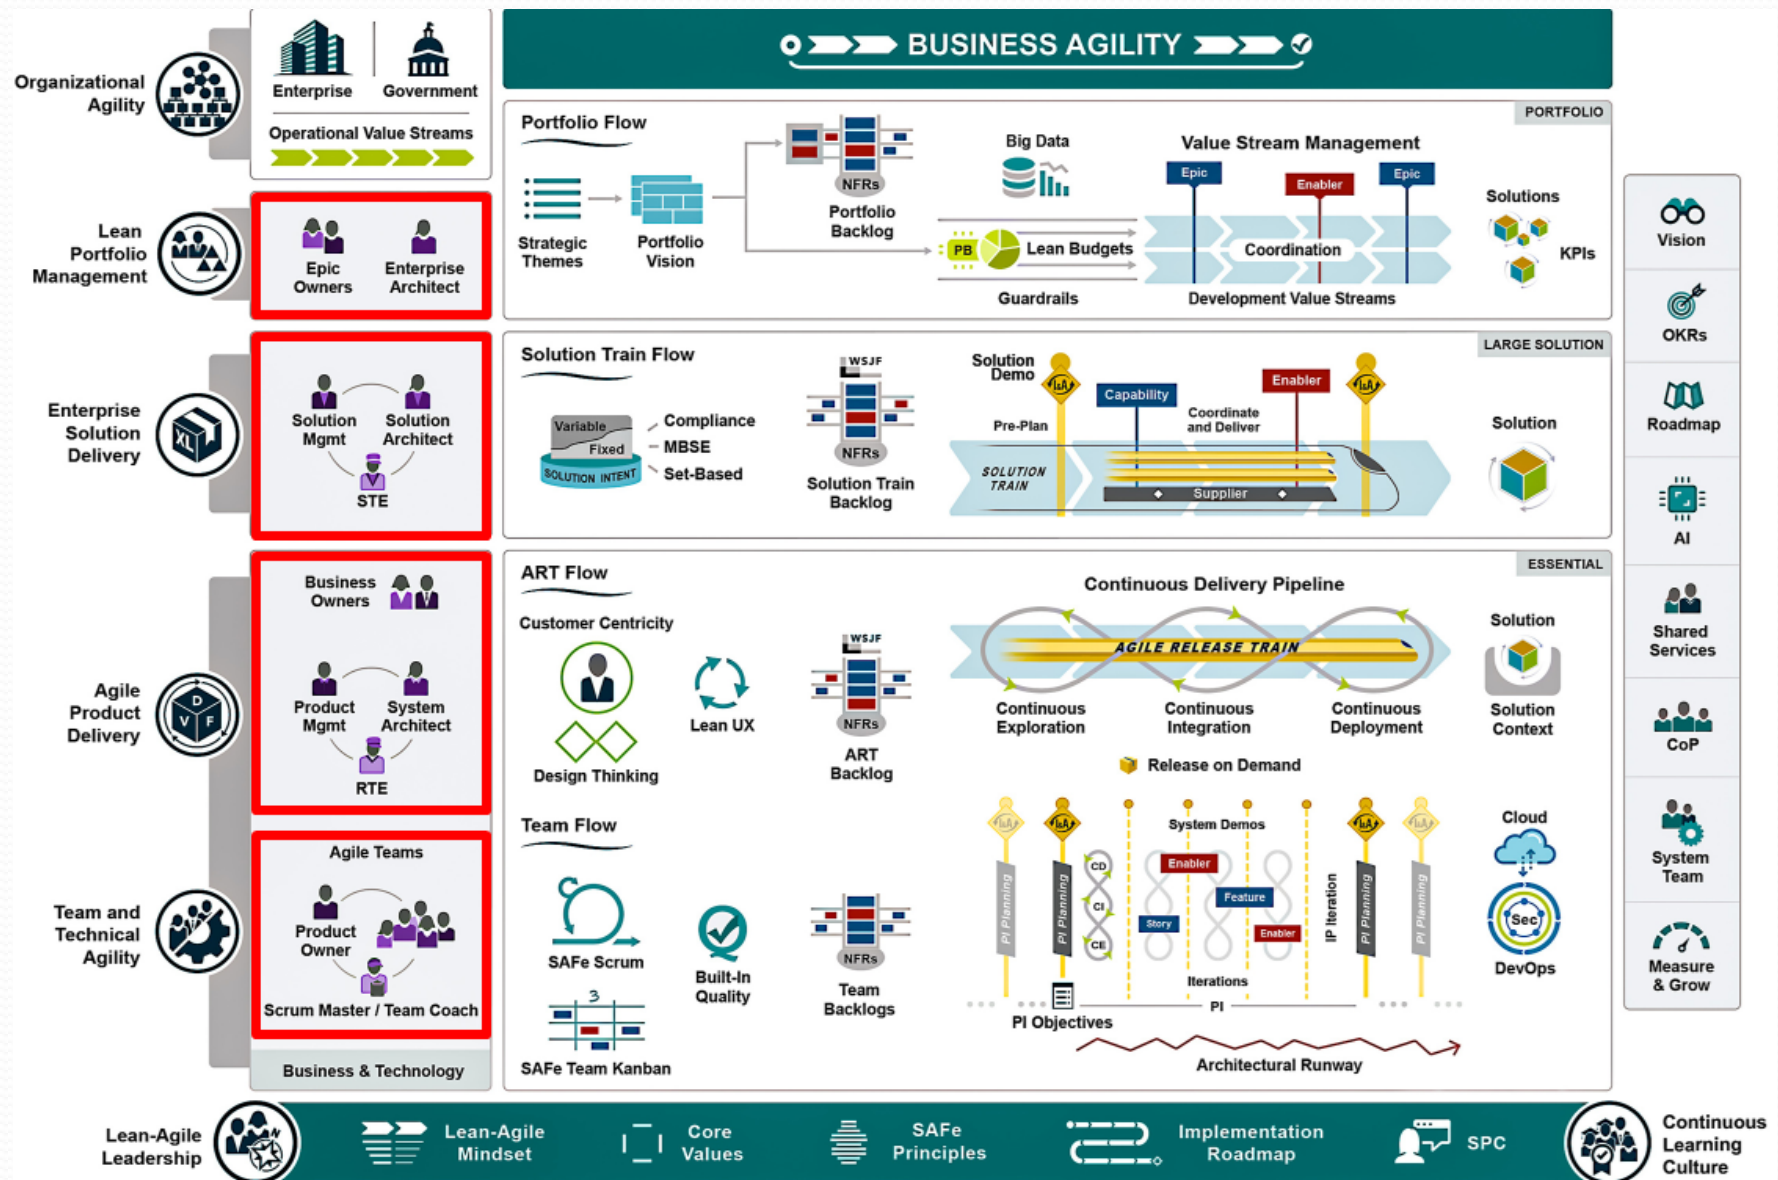 Organizational
Agility
Enterprise
Government
Operational Value Streams
BUSINESS AGILITY
Lean
Portfolio
Management
Epic
Owners
Enterprise
Architect
PORTFOLIO
Portfolio Flow
Strategic
Themes
Portfolio
Vision
NFRs
Portfolio
Backlog
Big Data
PB
Lean Budgets
Guardrails
Value Stream Management
Epic
Enabler
Epic
Coordination
Development Value Streams
Solutions
KPIs
Enterprise
Solution
Delivery
XL
Solution
Mgmt
Solution
Architect
STE
LARGE SOLUTION
Solution Train Flow
Variable
Fixed
SOLUTION INTENT
Compliance
MBSE
Set-Based
WSJF
NFRs
Solution Train
Backlog
Solution
Demo
I&A
Pre-Plan
Capability
Coordinate
and Deliver
Enabler
I&A
SOLUTION
TRAIN
Supplier
Solution
Agile
Product
Delivery
D
V F
Business
Owners
Product
Mgmt
System
Architect
RTE
ESSENTIAL
ART Flow
Customer Centricity
Design Thinking
Lean UX
WSJF
NFRs
ART
Backlog
Continuous Delivery Pipeline
AGILE RELEASE TRAIN
Continuous
Exploration
Continuous
Integration
Continuous
Deployment
Release on Demand
Solution
Solution
Context
Team and
Technical
Agility
Agile Teams
Product
Owner
Scrum Master / Team Coach
Business & Technology
Team Flow
SAFe Scrum
3
SAFe Team Kanban
Built-In
Quality
NFRs
Team
Backlogs
I&A
I&A
System Demos
I&A
I&A
PI Planning
PI Planning
CD
CI
CE
Enabler
Feature
Story
Enabler
IP Iteration
PI Planning
PI Planning
Iterations
PI
PI Objectives
Architectural Runway
Cloud
Sec
DevOps
Vision
OKRs
Roadmap
AI
Shared
Services
CoP
System
Team
Measure
& Grow
Lean-Agile
Leadership
N
Lean-Agile
Mindset
Core
Values
SAFe
Principles
Implementation
Roadmap
SPC
Continuous
Learning
Culture